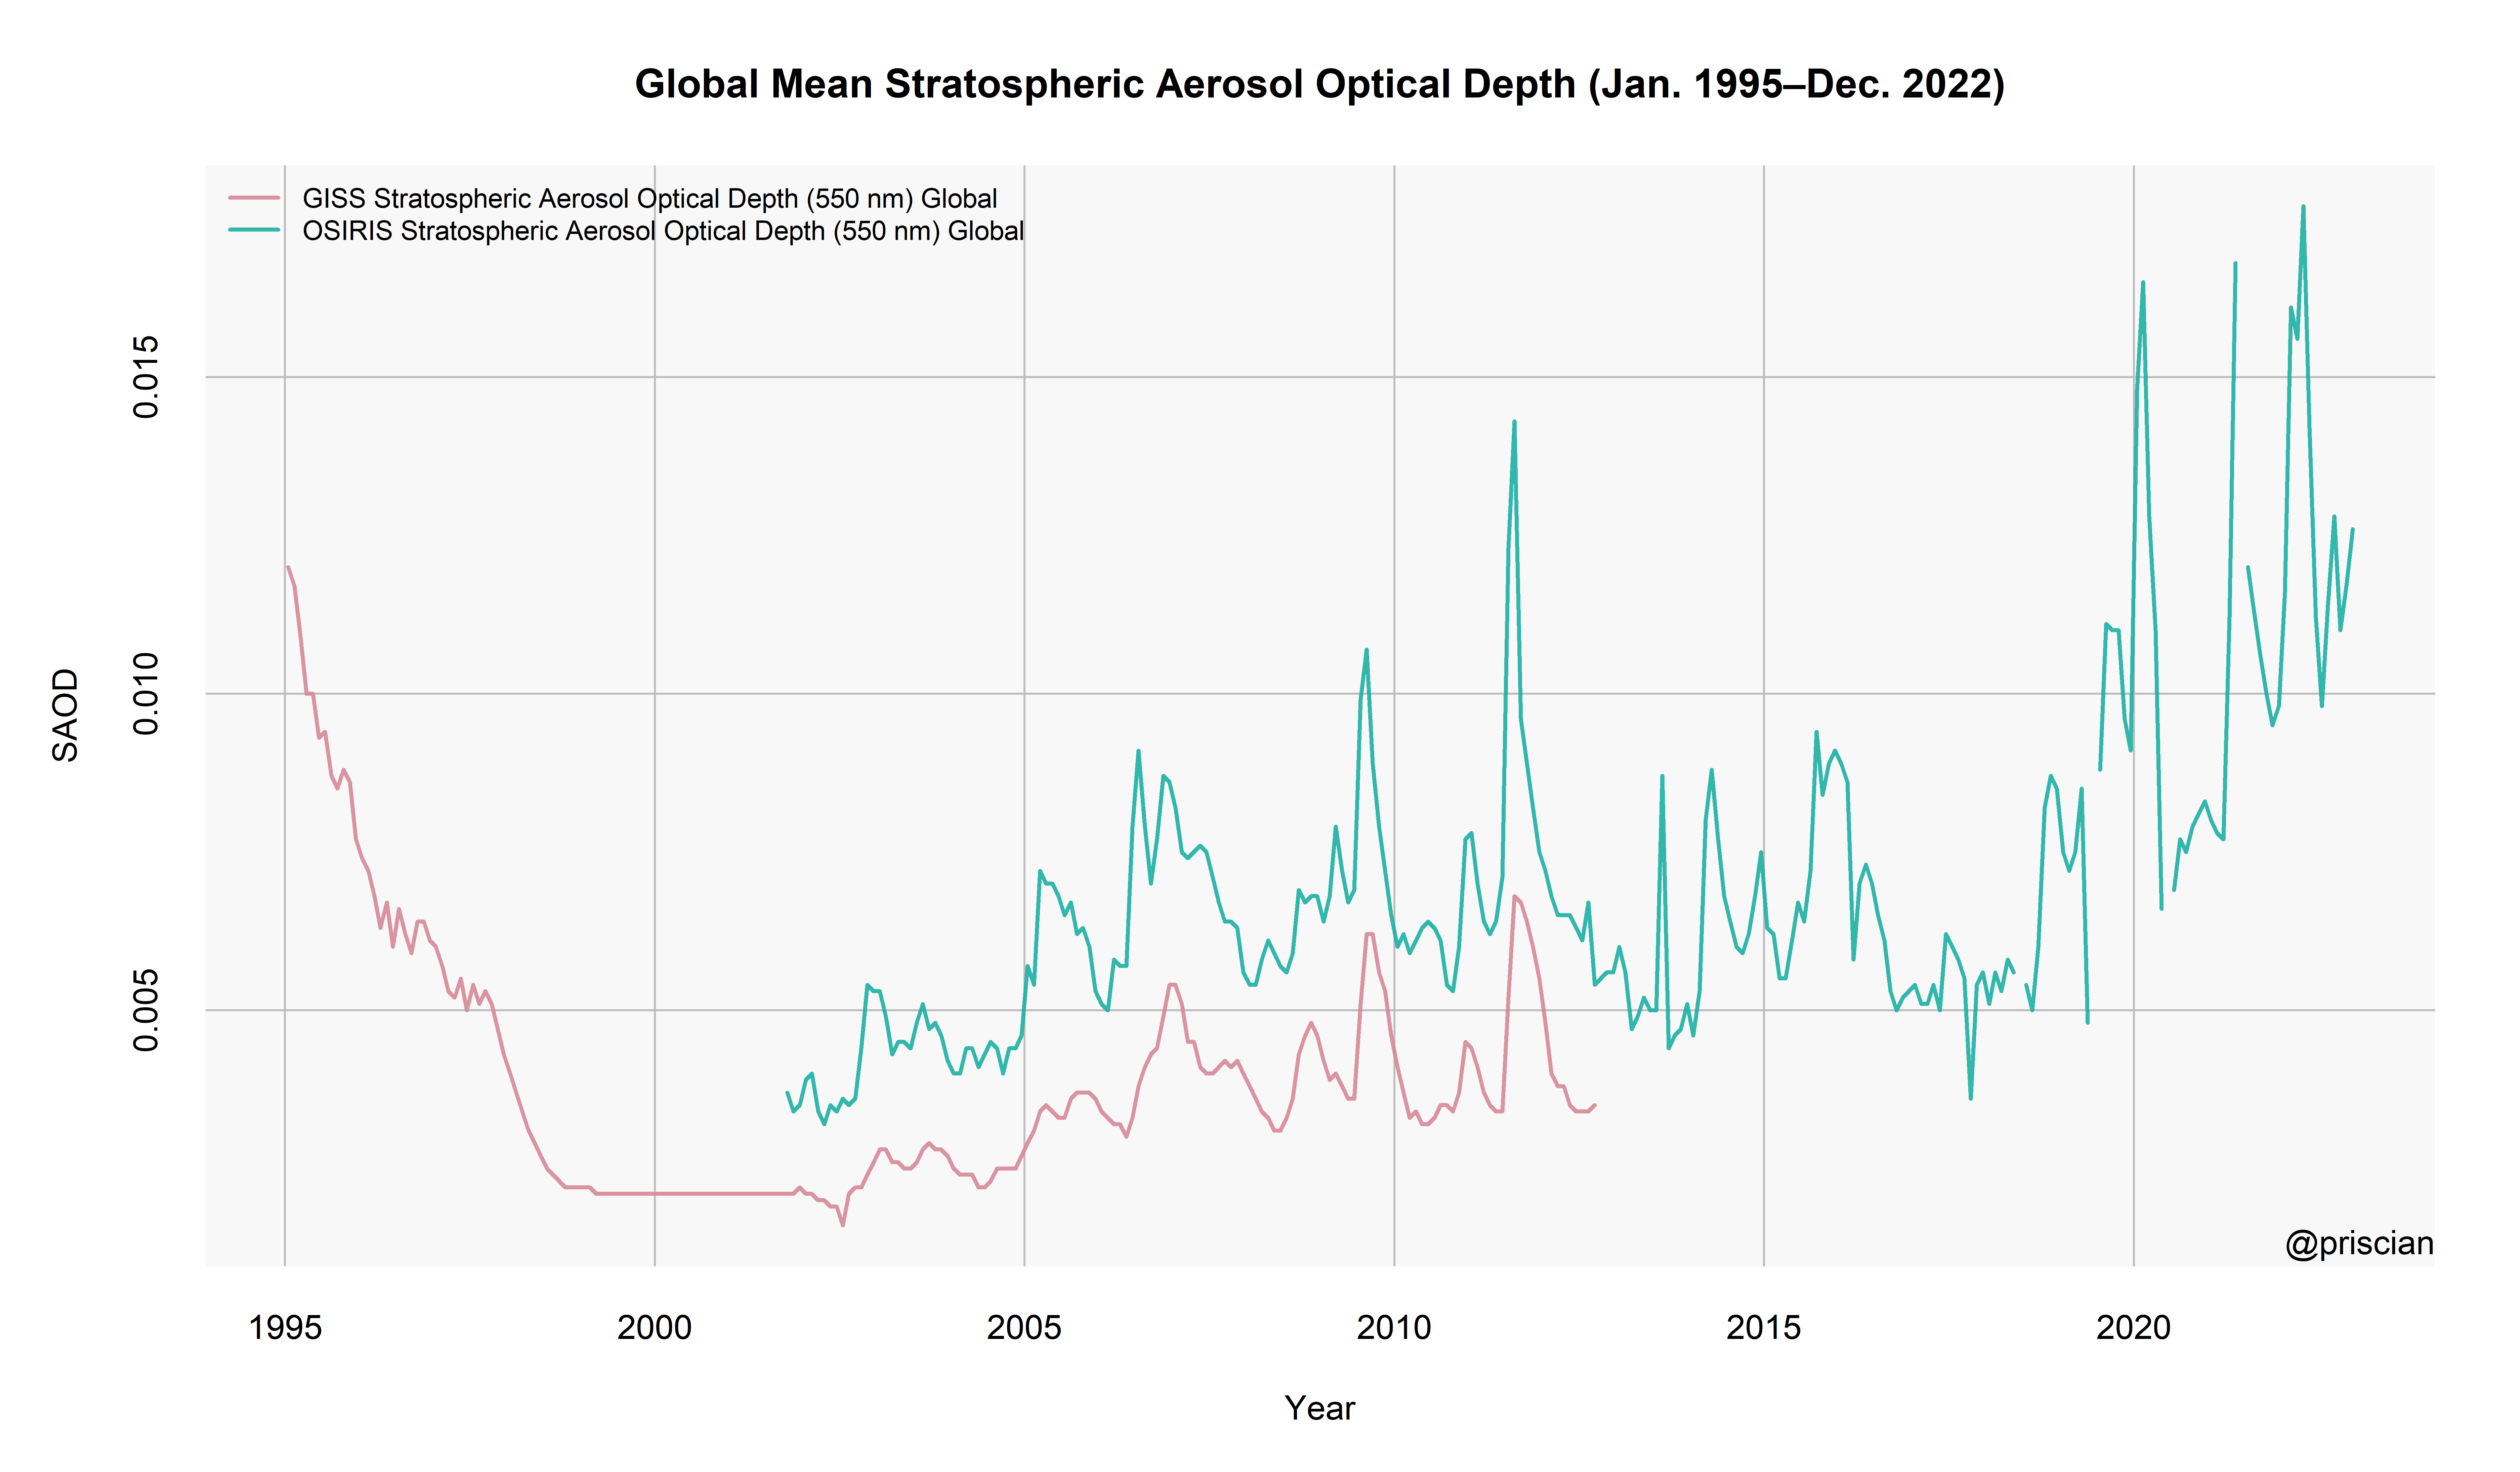 Global Mean Stratospheric Aerosol Optical Depth (Jan. 1995–Dec. 2022)
GISS Stratospheric Aerosol Optical Depth (550 nm) Global
OSIRIS Stratospheric Aerosol Optical Depth (550 nm) Global
0.015
0.010
0.005
SAOD
@priscian
1995
2000
2005
2010
2015
2020
Year